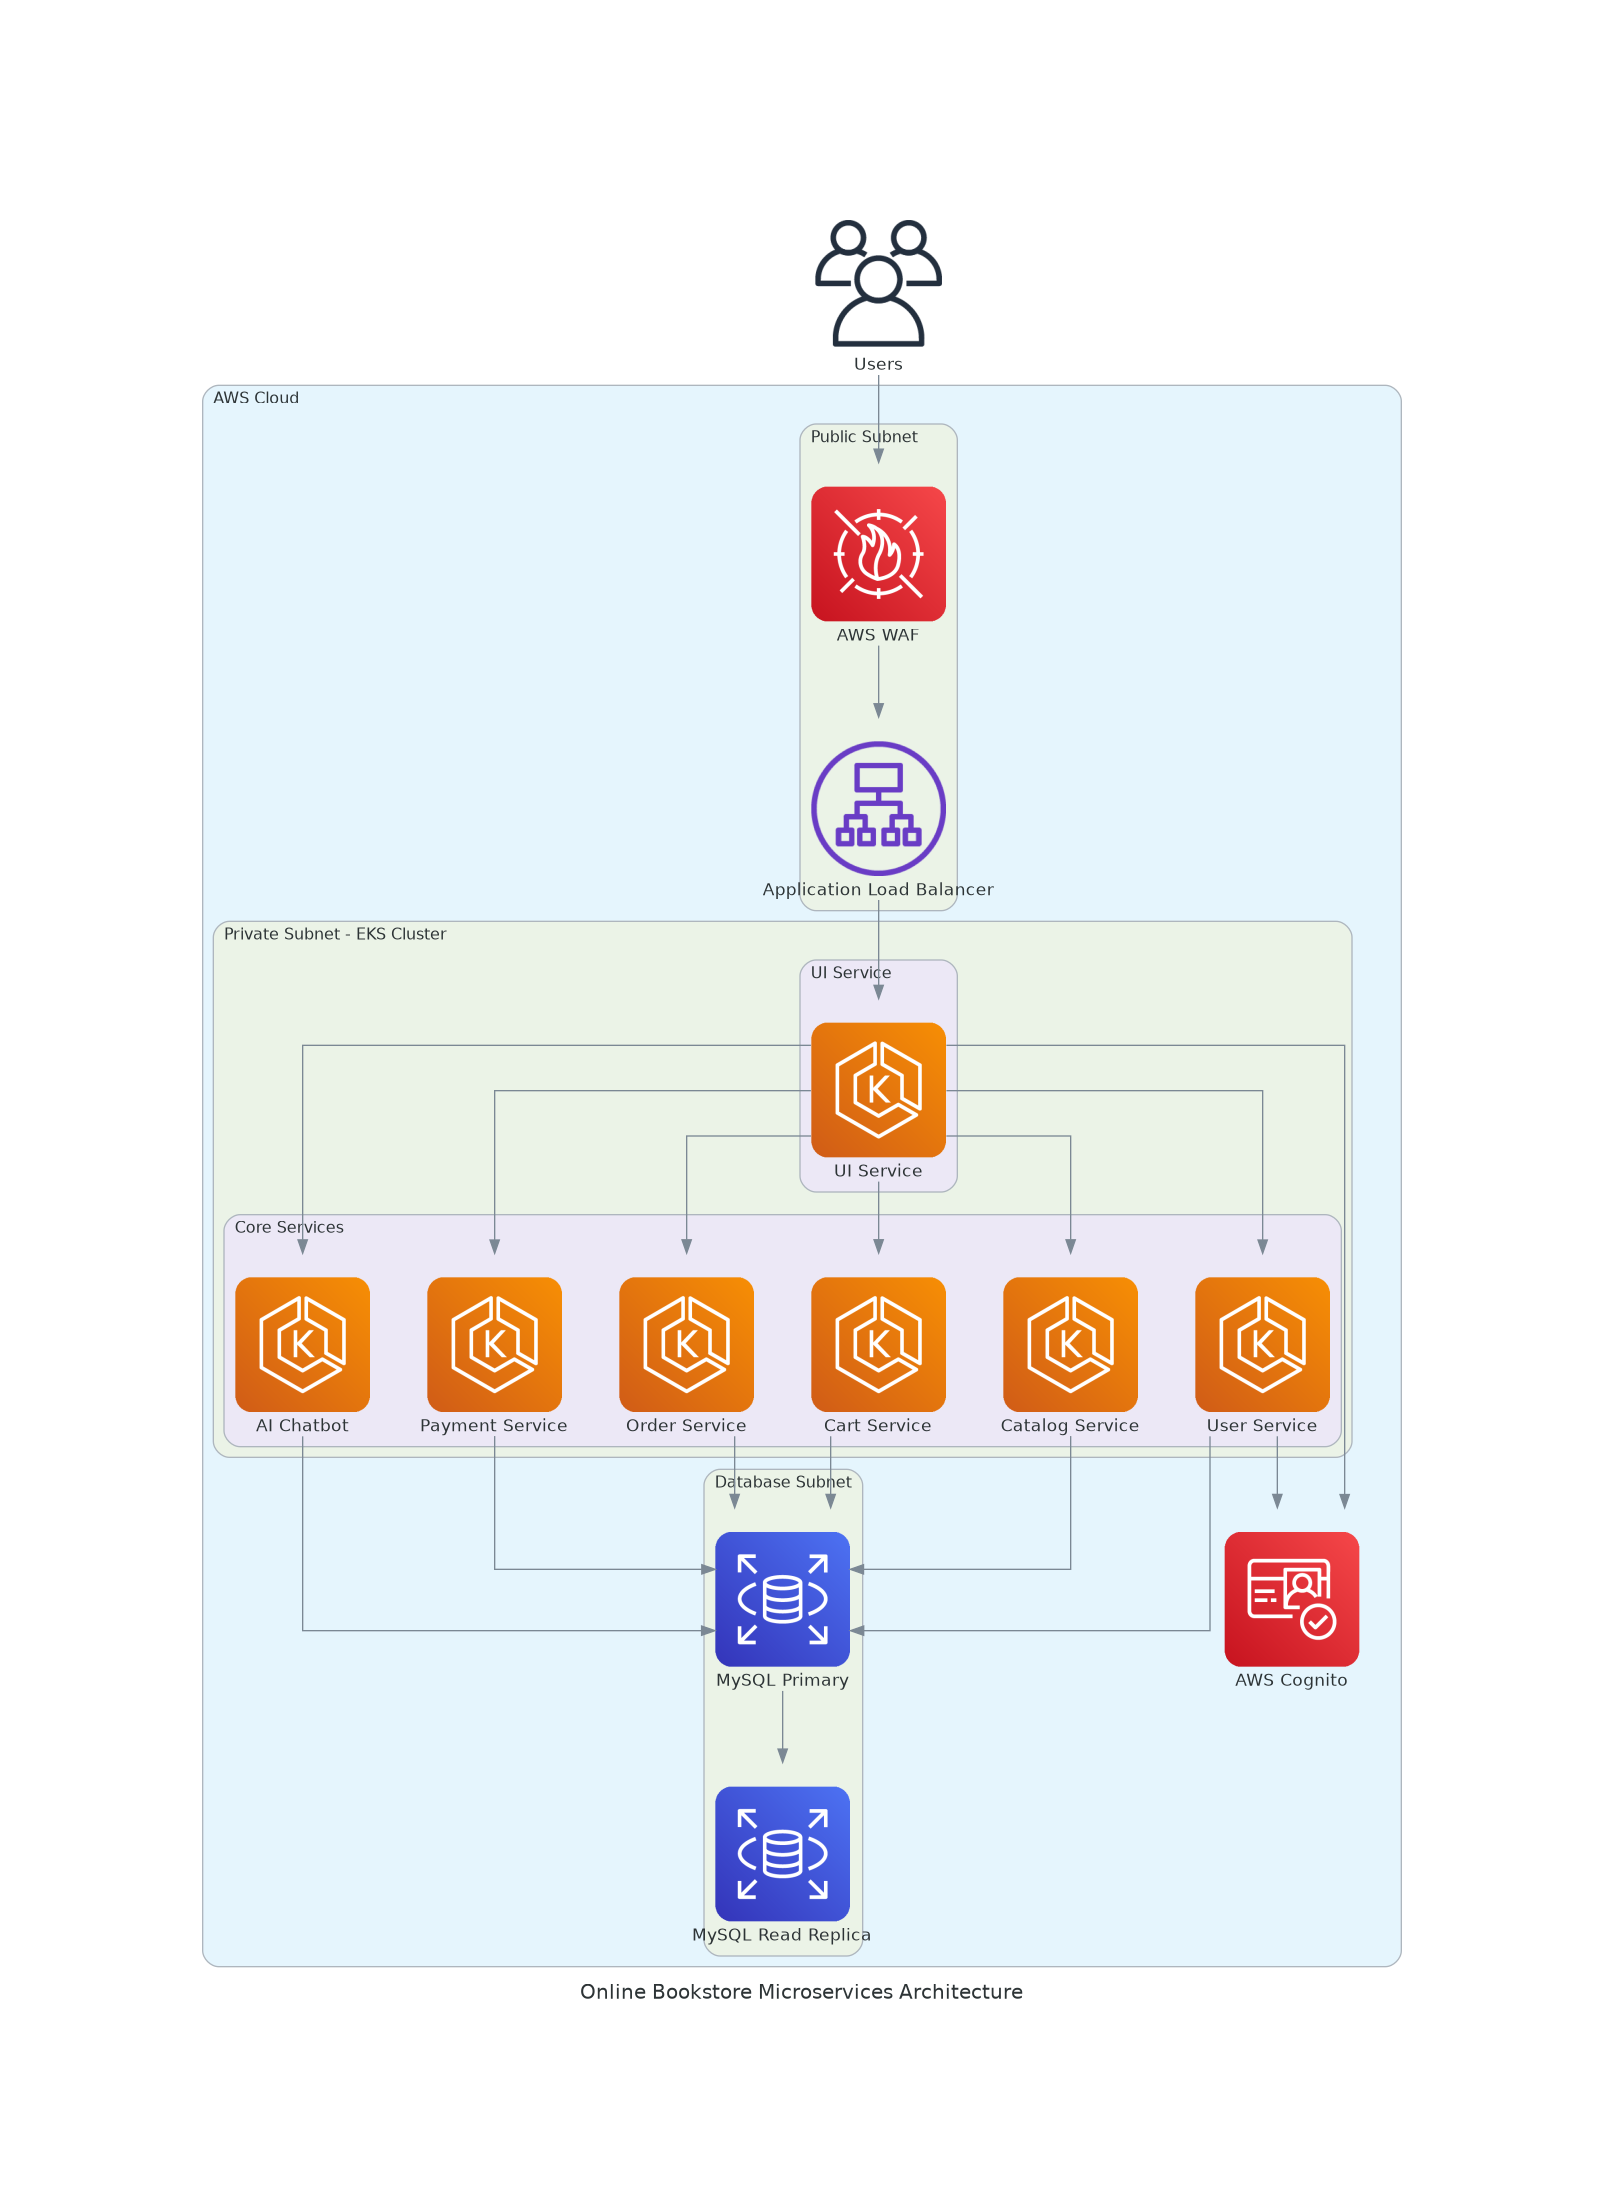 Users
AWS Cloud
Public Subnet
AWS WAF
Application Load Balancer
Private Subnet - EKS Cluster
UI Service
K
UI Service
Core Services
K
K
K
K
K
K
AI Chatbot
Payment Service
Order Service
Cart Service
Catalog Service
User Service
Database Subnet
MySQL Primary
AWS Cognito
MySQL Read Replica
Online Bookstore Microservices Architecture